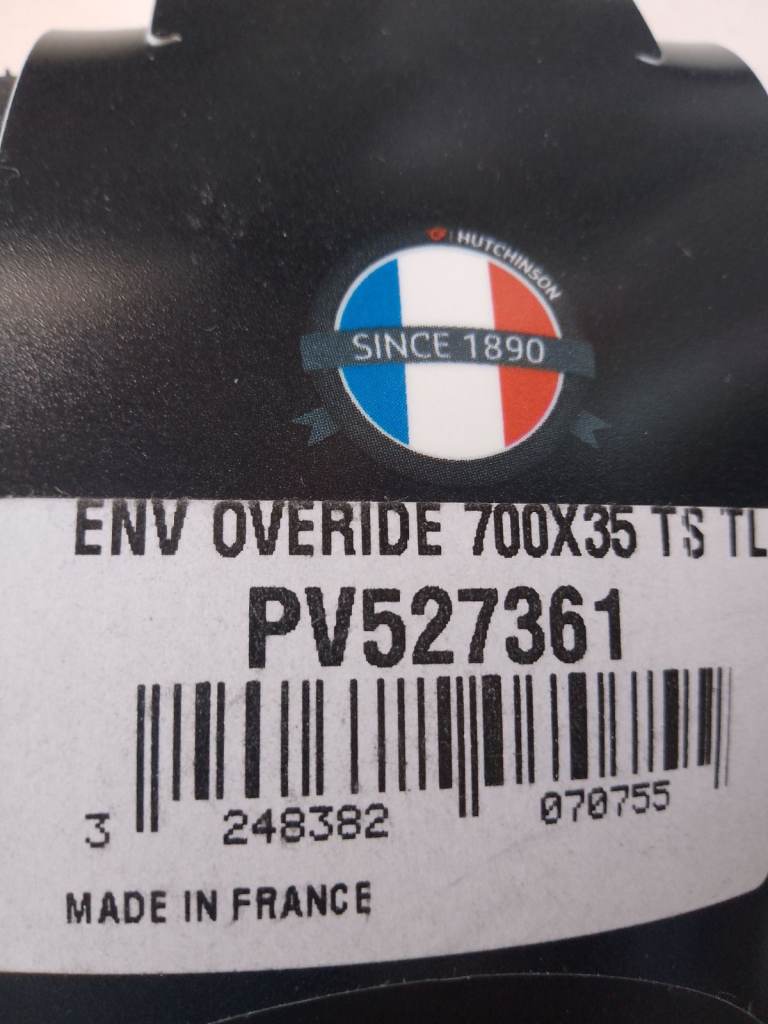 HUTCHINSON
SINCE 1890
ENV OVERIDE 700X35 TS TL
PV527361
3 248382 070755
MADE IN FRANCE